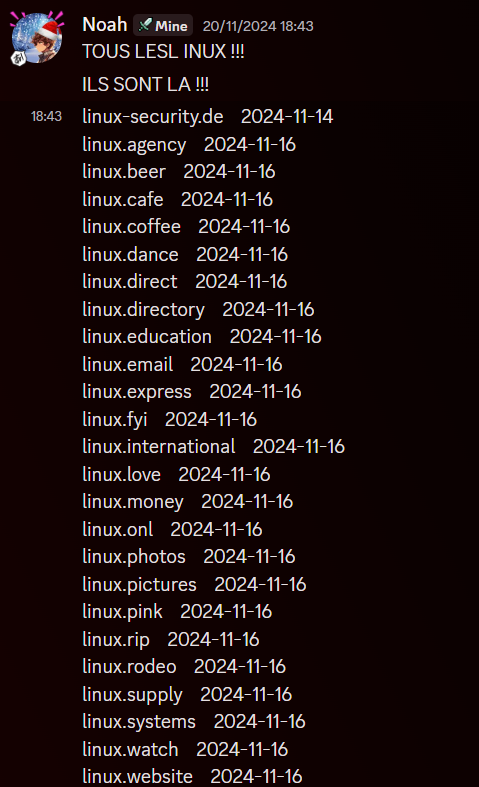 Noah Mine 20/11/2024 18:43
TOUS LESL INUX !!!
ILS SONT LA !!!
18:43 linux-security.de 2024-11-14
linux.agency 2024-11-16
linux.beer 2024-11-16
linux.cafe 2024-11-16
linux.coffee 2024-11-16
linux.dance 2024-11-16
linux.direct 2024-11-16
linux.directory 2024-11-16
linux.education 2024-11-16
linux.email 2024-11-16
linux.express 2024-11-16
linux.fyi 2024-11-16
linux.international 2024-11-16
linux.love 2024-11-16
linux.money 2024-11-16
linux.onl 2024-11-16
linux.photos 2024-11-16
linux.pictures 2024-11-16
linux.pink 2024-11-16
linux.rip 2024-11-16
linux.rodeo 2024-11-16
linux.supply 2024-11-16
linux.systems 2024-11-16
linux.watch 2024-11-16
linux.website 2024-11-16